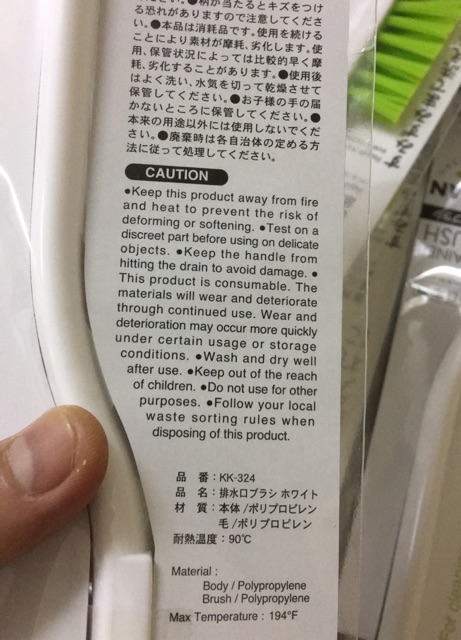 ください。●柄が当たるとキズをつけ
る恐れがありますので注意してくださ
い。●本品は消耗品です。使用を続ける
ことにより素材が摩耗、劣化します。使
用、保管状況によっては比較的早く摩
耗、劣化することがあります。●使用後
はよく洗い、水気を切って乾燥させて
保管してください。●お子様の手の届
かないところに保管してください。●
本来の用途以外には使用しないでくだ
さい。●廃棄時は各自治体の定める方
法に従って処理してください。
CAUTION
●Keep this product away from fire
and heat to prevent the risk of
deforming or softening. ●Test on a
discreet part before using on delicate
objects. ●Keep the handle from
hitting the drain to avoid damage. ●
This product is consumable. The
materials will wear and deteriorate
through continued use. Wear and
deterioration may occur more quickly
under certain usage or storage
conditions. ●Wash and dry well
after use. ●Keep out of the reach
of children. ●Do not use for other
purposes. ●Follow your local
waste sorting rules when
disposing of this product.
品 番：KK-324
品 名：排水口ブラシ ホワイト
材 質：本体/ポリプロピレン
毛/ポリプロピレン
耐熱温度：90℃
Material :
Body / Polypropylene
Brush / Polypropylene
Max Temperature : 194°F